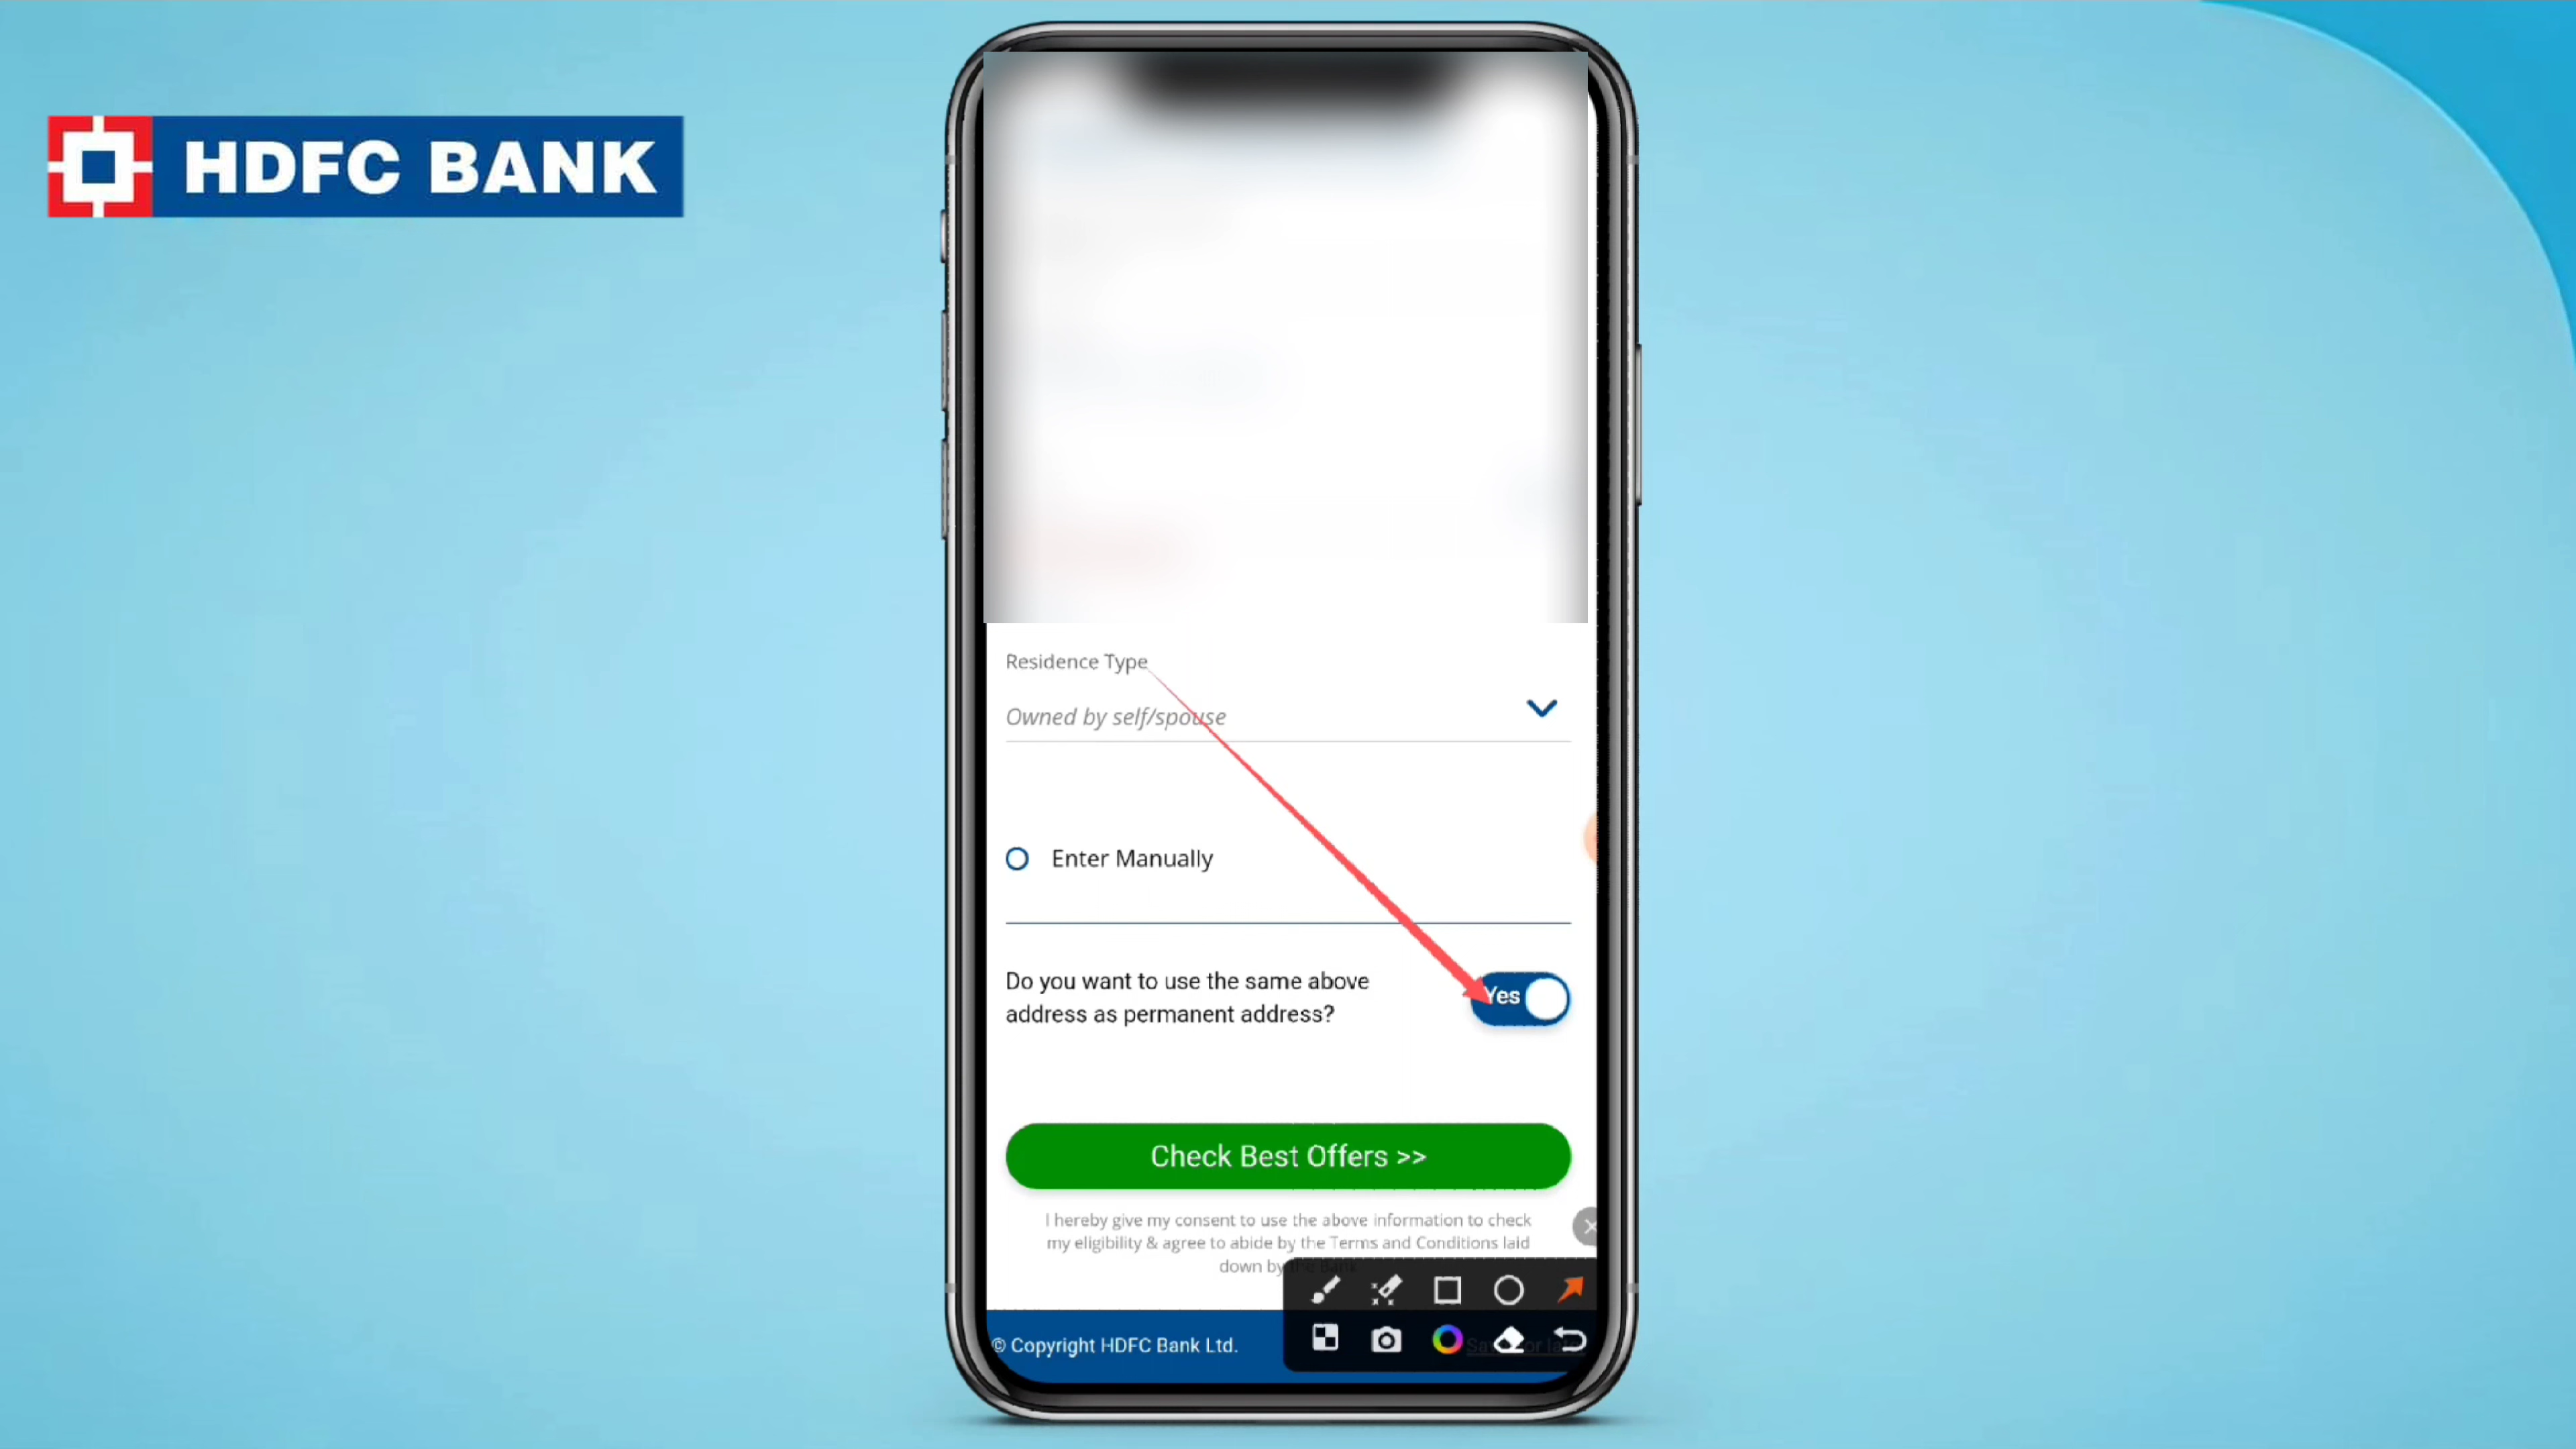 HDFC BANK
Residence Type
Owned by self/spouse
Enter Manually
Do you want to use the same above
address as permanent address?
Yes
Check Best Offers >>
I hereby give my consent to use the above information to check
my eligibility & agree to abide by the Terms and Conditions laid
down by the Bank
© Copyright HDFC Bank Ltd.